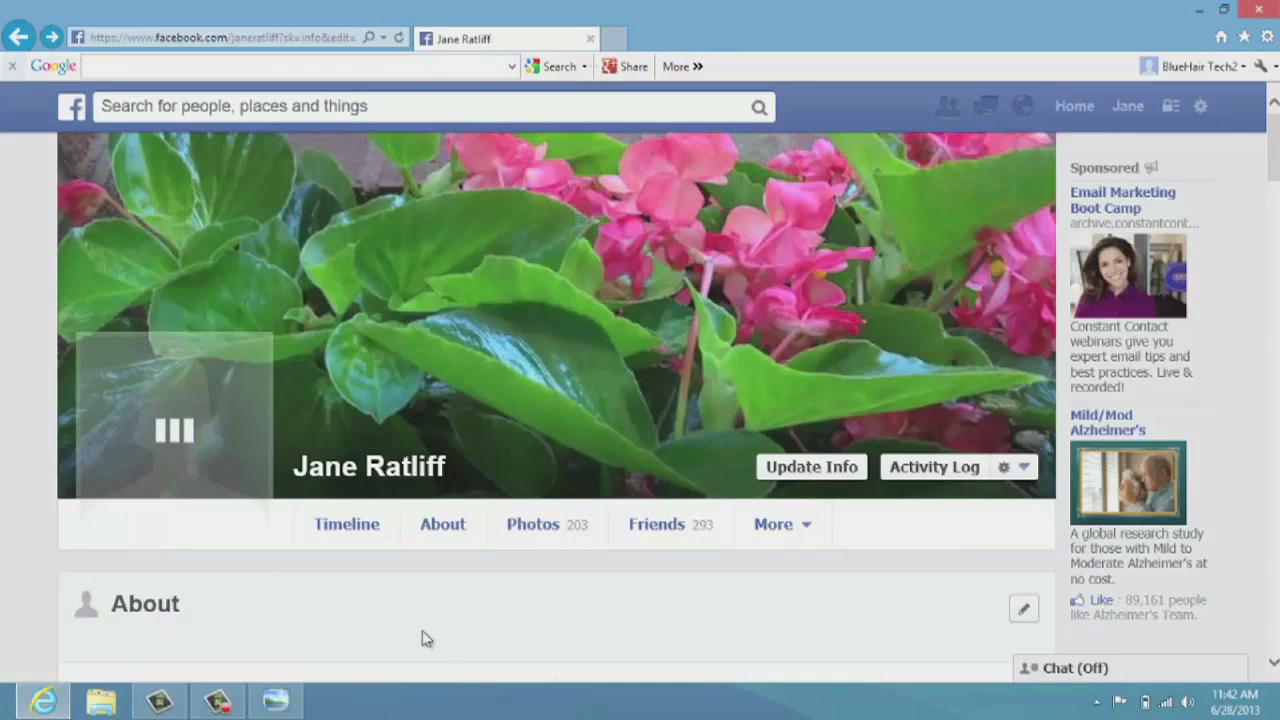 https://www.facebook.com/janeratliff?sk=info&edit=
Jane Ratliff
Google
Search
Share
More »
BlueHair Tech2
Search for people, places and things
Home
Jane
Sponsored
Email Marketing
Boot Camp
archive.constantcont...
Constant Contact
webinars give you
expert email tips and
best practices. Live &
recorded!
Mild/Mod
Alzheimer's
A global research study
for those with Mild to
Moderate Alzheimer's at
no cost.
Like · 89,161 people
like Alzheimer's Team.
Jane Ratliff
Update Info
Activity Log
Timeline
About
Photos 203
Friends 293
More
About
Chat (Off)
11:42 AM
6/28/2013